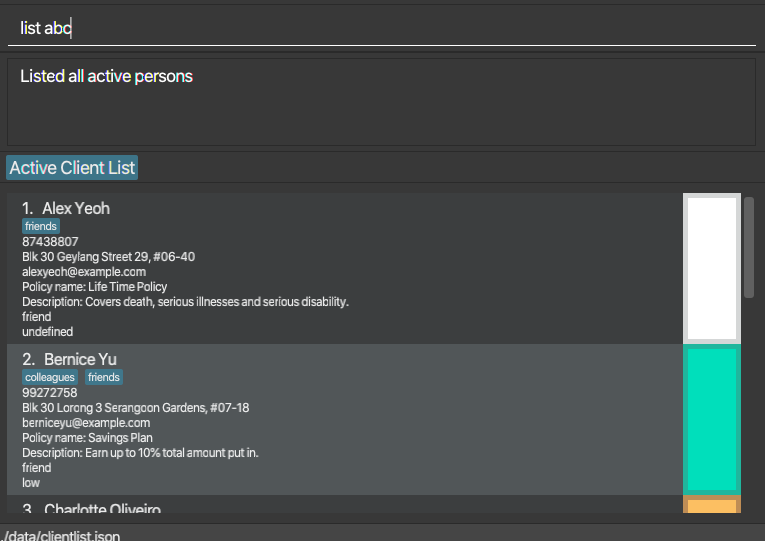 list abc
Listed all active persons
Active Client List
1. Alex Yeoh
friends
87438807
Blk 30 Geylang Street 29, #06-40
alexyeoh@example.com
Policy name: Life Time Policy
Description: Covers death, serious illnesses and serious disability.
friend
undefined
2. Bernice Yu
colleagues friends
99272758
Blk 30 Lorong 3 Serangoon Gardens, #07-18
berniceyu@example.com
Policy name: Savings Plan
Description: Earn up to 10% total amount put in.
friend
low
3. Charlotte Oliveiro
./data/clientlist.json